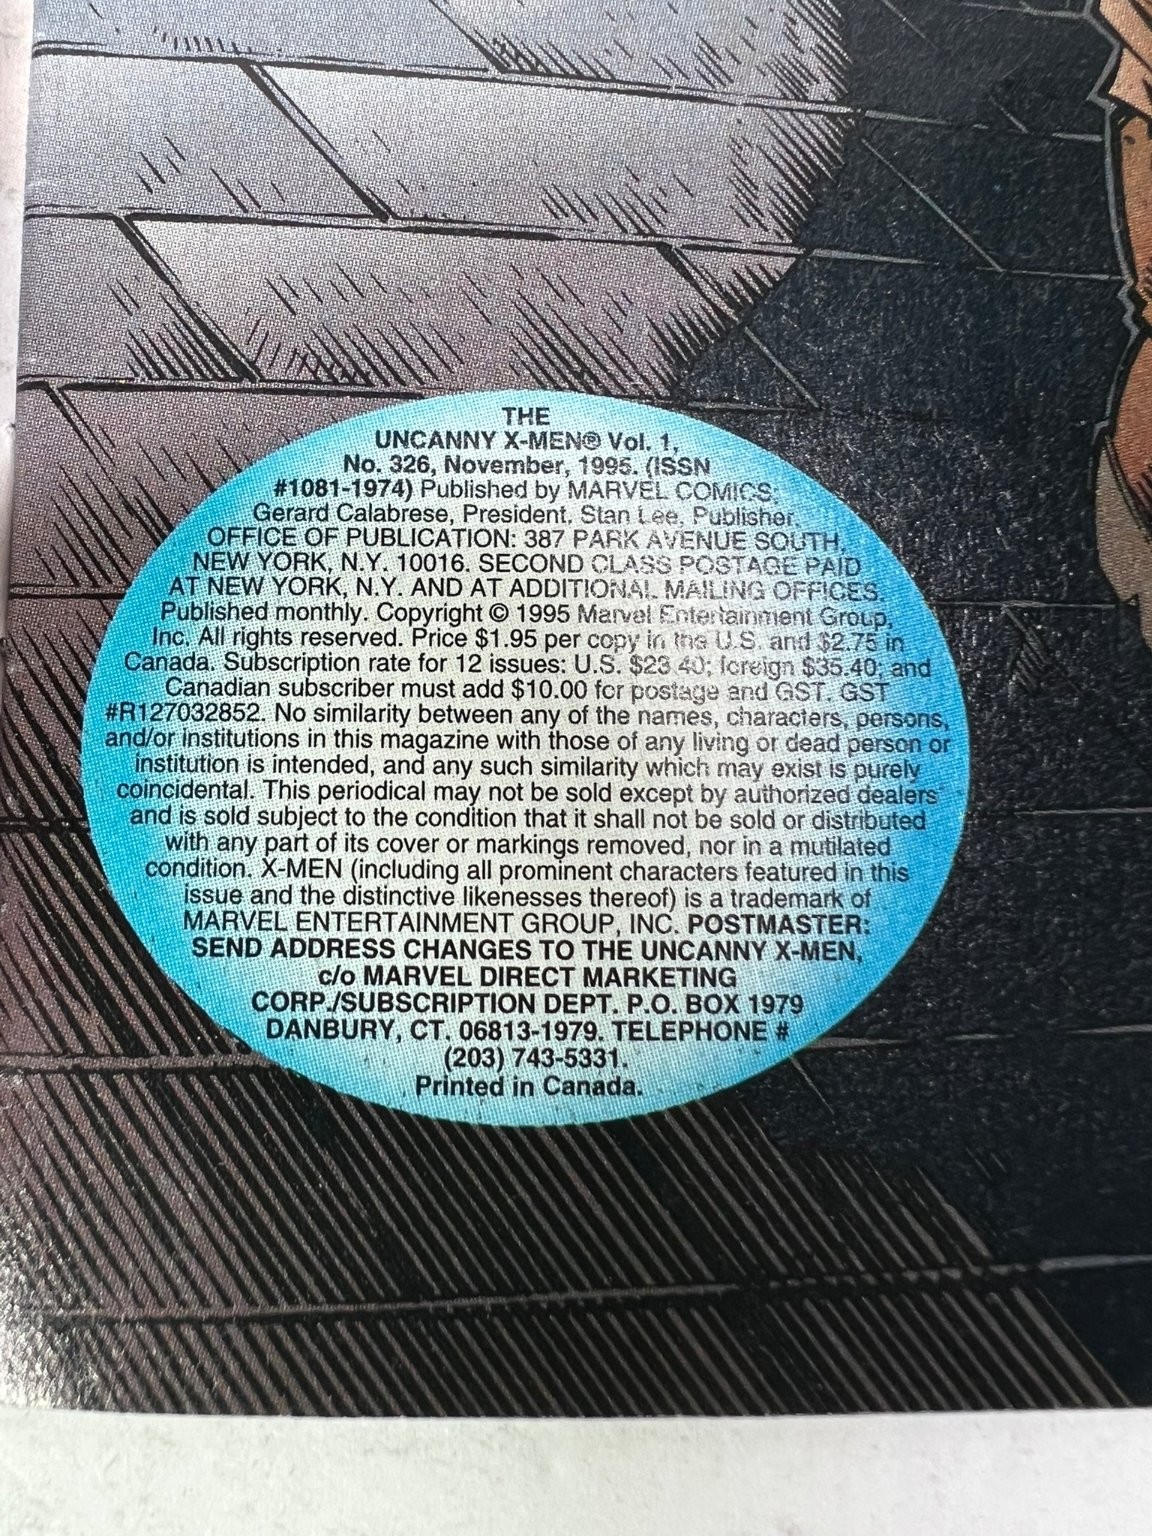 THE
UNCANNY X-MEN® Vol. 1,
No. 326, November, 1995. (ISSN
#1081-1974) Published by MARVEL COMICS;
Gerard Calabrese, President. Stan Lee, Publisher.
OFFICE OF PUBLICATION: 387 PARK AVENUE SOUTH,
NEW YORK, N.Y. 10016. SECOND CLASS POSTAGE PAID
AT NEW YORK, N.Y. AND AT ADDITIONAL MAILING OFFICES.
Published monthly. Copyright © 1995 Marvel Entertainment Group,
Inc. All rights reserved. Price $1.95 per copy in the U.S. and $2.75 in
Canada. Subscription rate for 12 issues: U.S. $23.40; foreign $35.40; and
Canadian subscriber must add $10.00 for postage and GST. GST
#R127032852. No similarity between any of the names, characters, persons,
and/or institutions in this magazine with those of any living or dead person or
institution is intended, and any such similarity which may exist is purely
coincidental. This periodical may not be sold except by authorized dealers
and is sold subject to the condition that it shall not be sold or distributed
with any part of its cover or markings removed, nor in a mutilated
condition. X-MEN (including all prominent characters featured in this
issue and the distinctive likenesses thereof) is a trademark of
MARVEL ENTERTAINMENT GROUP, INC. POSTMASTER:
SEND ADDRESS CHANGES TO THE UNCANNY X-MEN,
c/o MARVEL DIRECT MARKETING
CORP./SUBSCRIPTION DEPT. P.O. BOX 1979
DANBURY, CT. 06813-1979. TELEPHONE #
(203) 743-5331.
Printed in Canada.